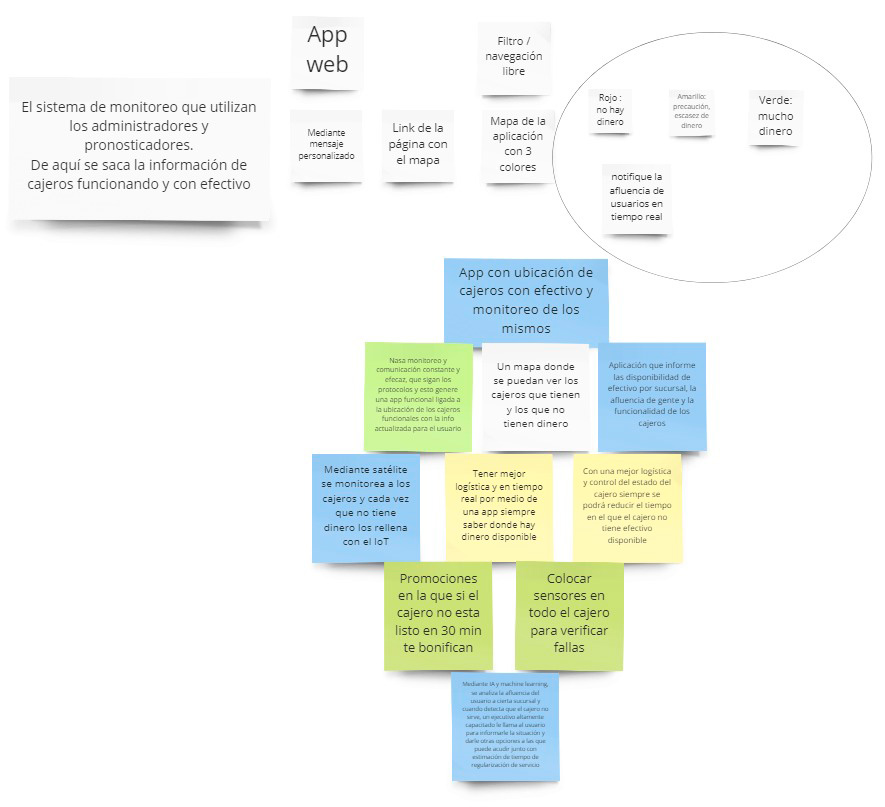 App
web
Filtro /
navegación
libre
El sistema de monitoreo que utilizan
los administradores y
pronosticadores.
De aquí se saca la información de
cajeros funcionando y con efectivo
Mediante
mensaje
personalizado
Link de la
página con
el mapa
Mapa de la
aplicación
con 3
colores
Rojo :
no hay
dinero
Amarillo:
precaución,
escasez de
dinero
Verde:
mucho
dinero
notifique la
afluencia de
usuarios en
tiempo real
App con ubicación de
cajeros con efectivo y
monitoreo de los
mismos
Nasa monitoreo y
comunicación constante y
efecaz, que sigan los
protocolos y esto genere
una app funcional ligada a
la ubicación de los cajeros
funcionales con la info
actualizada para el usuario
Un mapa donde
se puedan ver los
cajeros que tienen
y los que no
tienen dinero
Aplicación que informe
las disponibilidad de
efectivo por sucursal, la
afluencia de gente y la
funcionalidad de los
cajeros
Mediante satélite
se monitorea a los
cajeros y cada vez
que no tiene
dinero los rellena
con el IoT
Tener mejor
logística y en tiempo
real por medio de
una app siempre
saber donde hay
dinero disponible
Con una mejor logística
y control del estado del
cajero siempre se
podrá reducir el tiempo
en el que el cajero no
tiene efectivo
disponible
Promociones
en la que si el
cajero no esta
listo en 30 min
te bonifican
Colocar
sensores en
todo el cajero
para verificar
fallas
Mediante IA y machine learning,
se analiza la afluencia del
usuario a cierta sucursal y
cuando detecta que el cajero no
sirve, un ejecutivo altamente
capacitado le llama al usuario
para informarle la situación y
darle otras opciones a las que
puede acudir junto con
estimación de tiempo de
regularización de servicio